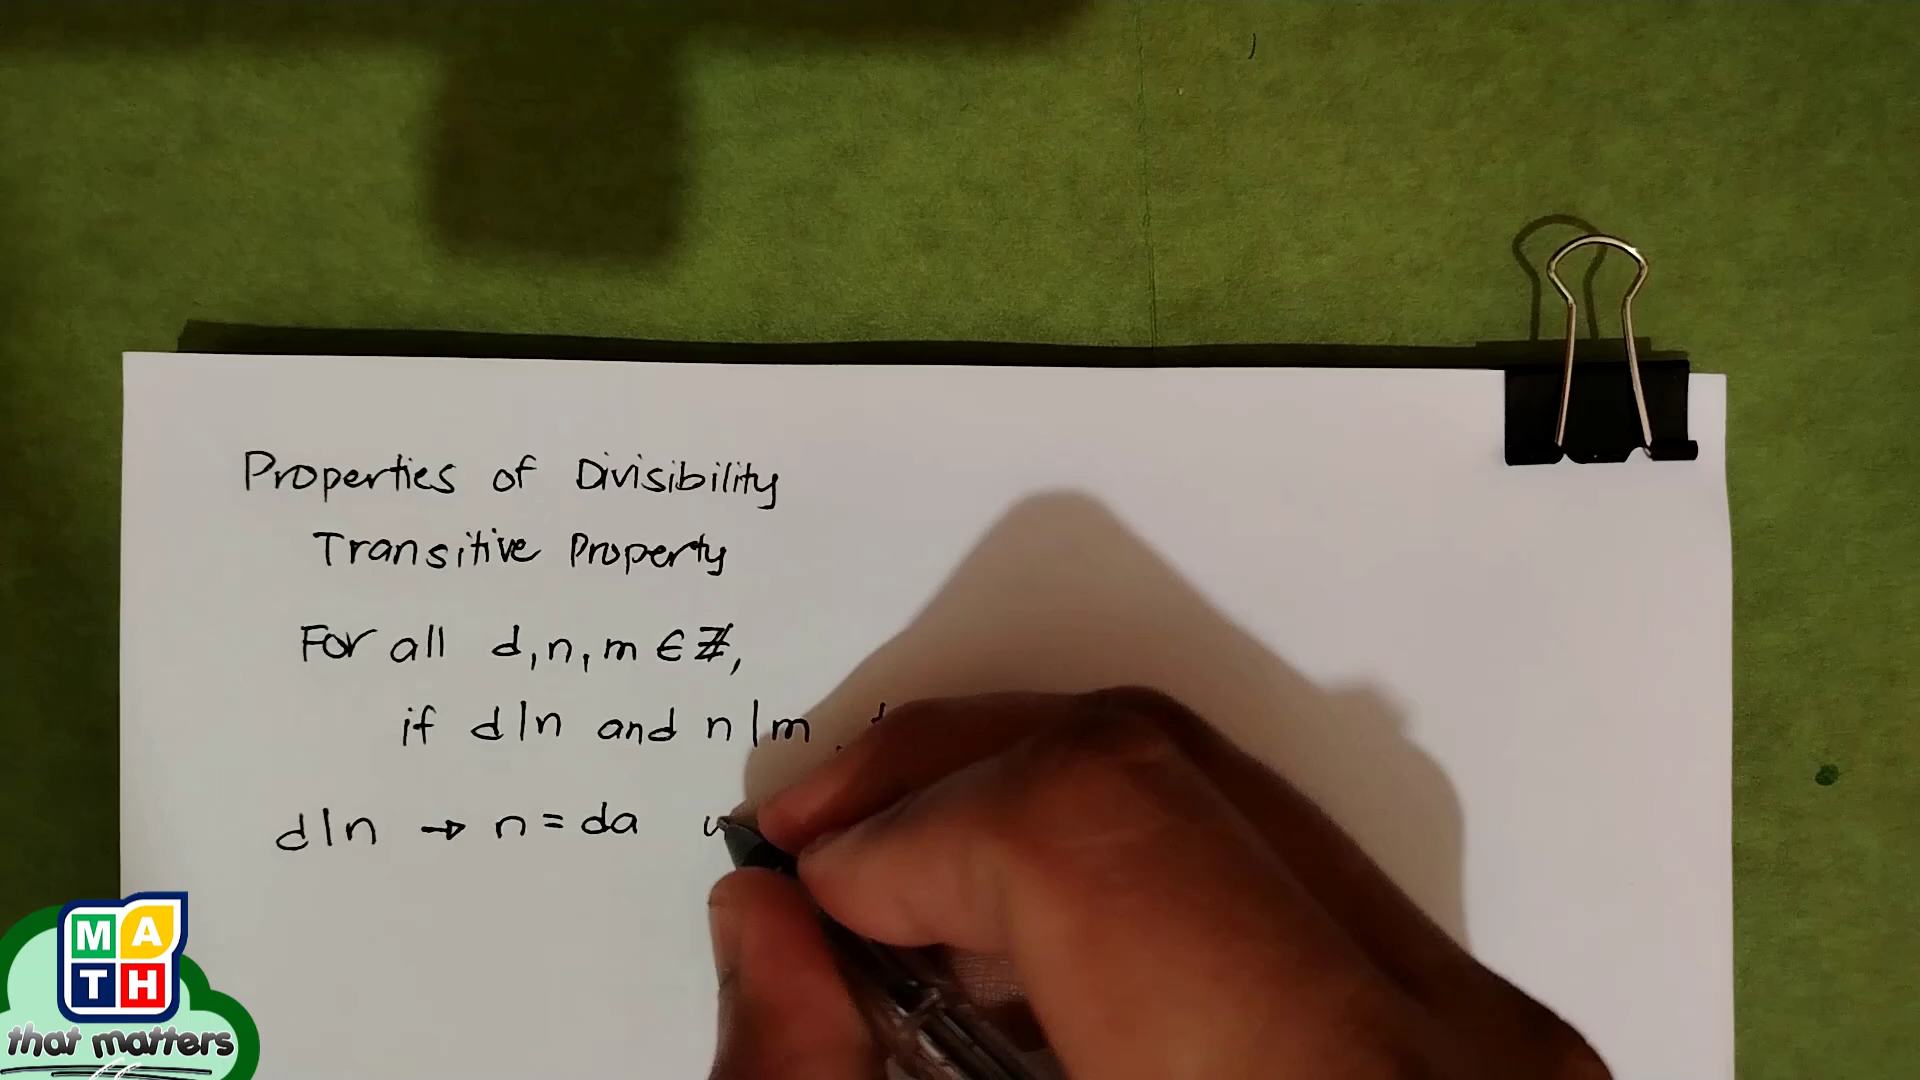 Properties of Divisibility
Transitive Property
For all d, n, m ∈ ℤ,
if d|n and n|m
d|n → n = da
MATH
that matters